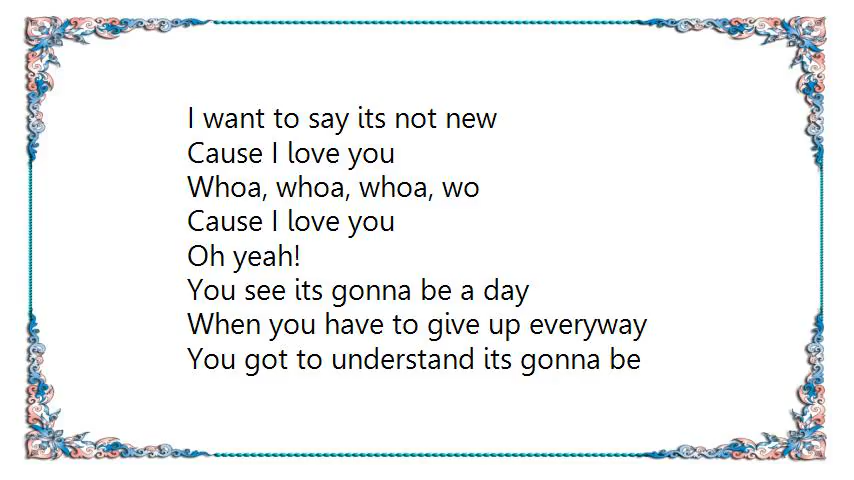 I want to say its not new
Cause I love you
Whoa, whoa, whoa, wo
Cause I love you
Oh yeah!
You see its gonna be a day
When you have to give up everyway
You got to understand its gonna be